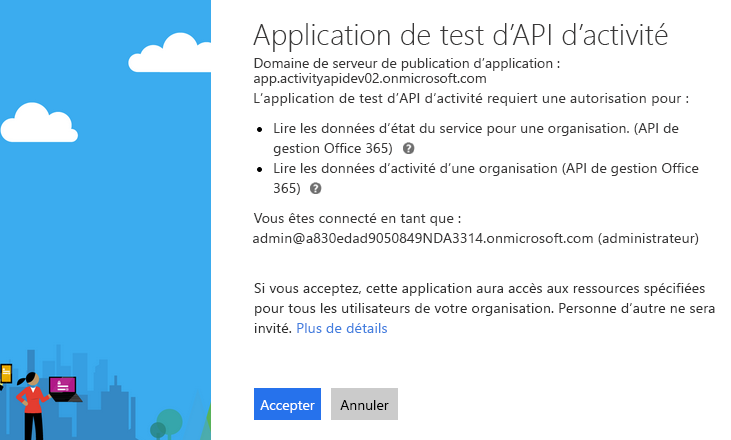 Application de test d’API d’activité
Domaine de serveur de publication d’application :
app.activityapidev02.onmicrosoft.com
L’application de test d’API d’activité requiert une autorisation pour :
• Lire les données d’état du service pour une organisation. (API de
gestion Office 365) ?
• Lire les données d’activité d’une organisation (API de gestion Office
365) ?
Vous êtes connecté en tant que :
admin@a830edad9050849NDA3314.onmicrosoft.com (administrateur)
Si vous acceptez, cette application aura accès aux ressources spécifiées
pour tous les utilisateurs de votre organisation. Personne d’autre ne sera
invité. Plus de détails
Accepter Annuler